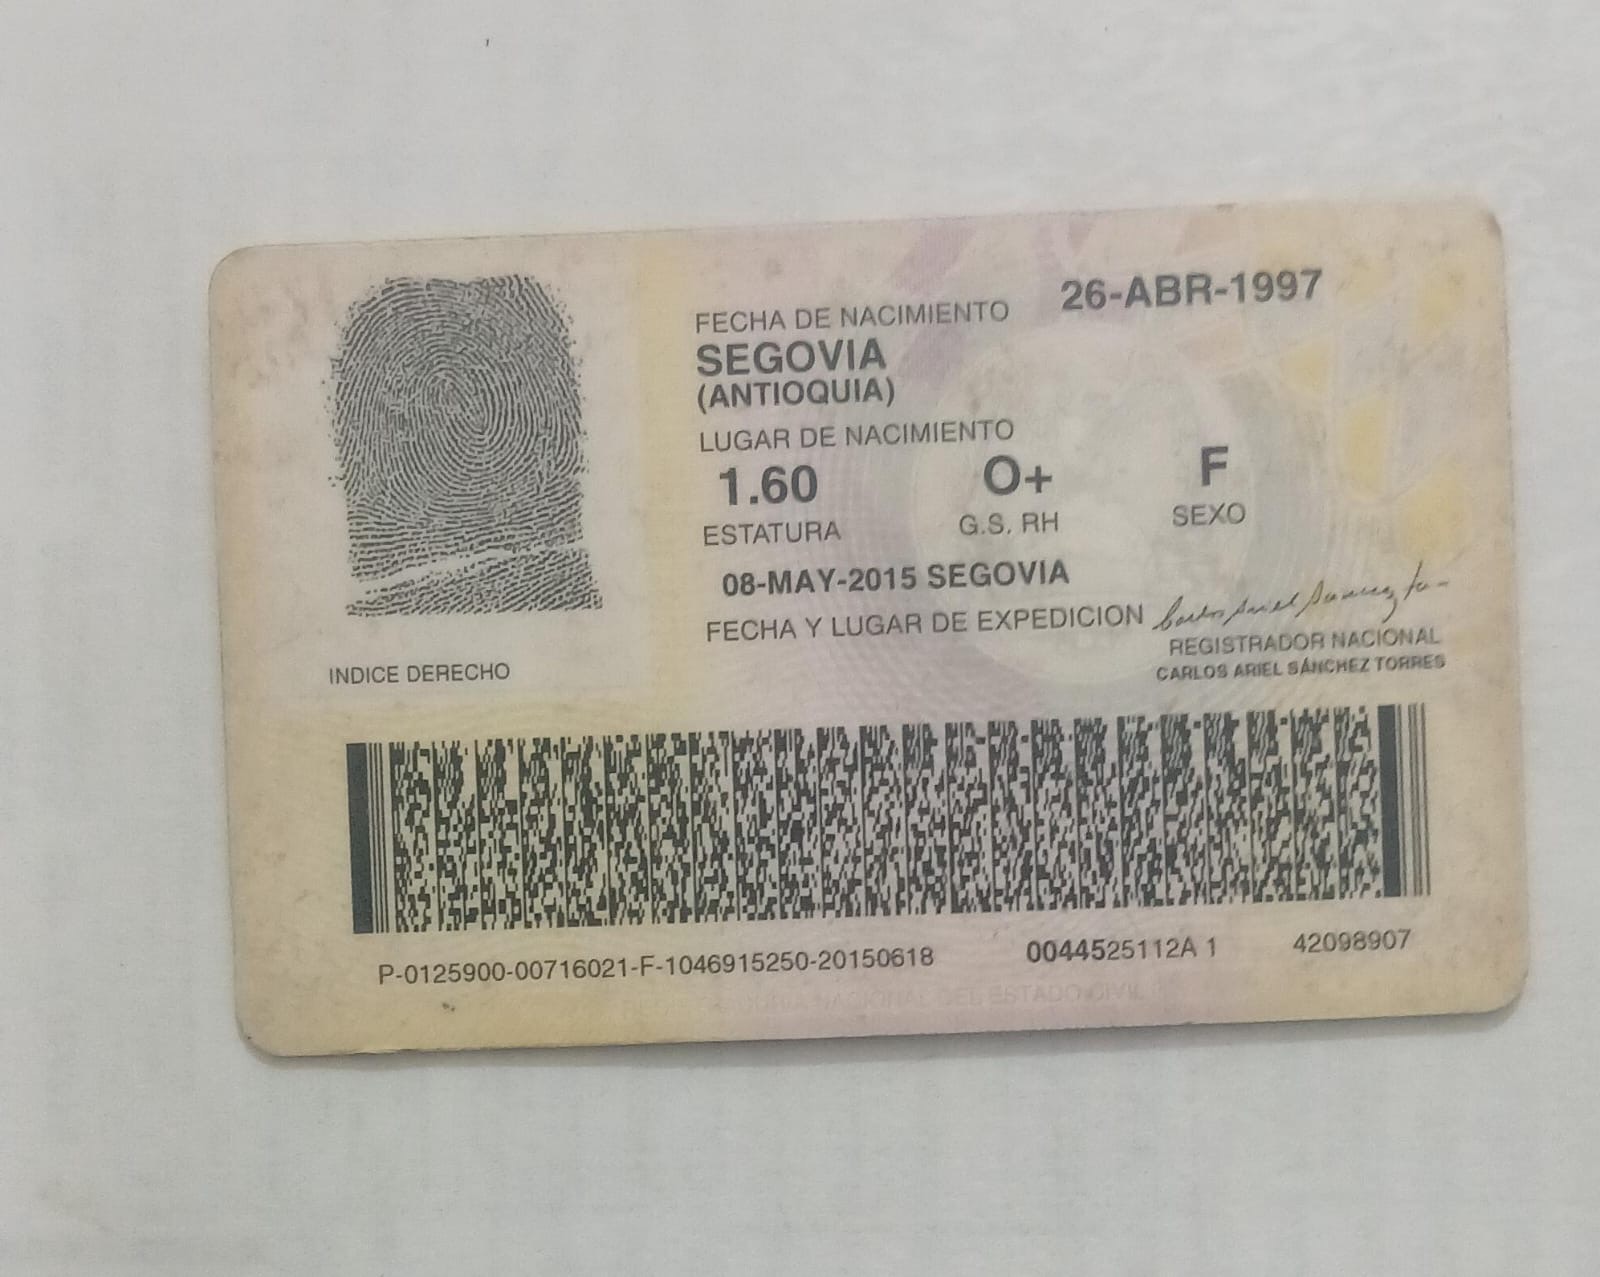 26-ABR-1997
FECHA DE NACIMIENTO
SEGOVIA
(ANTIOQUIA)
LUGAR DE NACIMIENTO
1.60 O+ F
ESTATURA G.S. RH SEXO
08-MAY-2015 SEGOVIA
FECHA Y LUGAR DE EXPEDICION
REGISTRADOR NACIONAL
CARLOS ARIEL SÁNCHEZ TORRES
INDICE DERECHO
P-0125900-00716021-F-1046915250-20150618 0044525112A 1 42098907